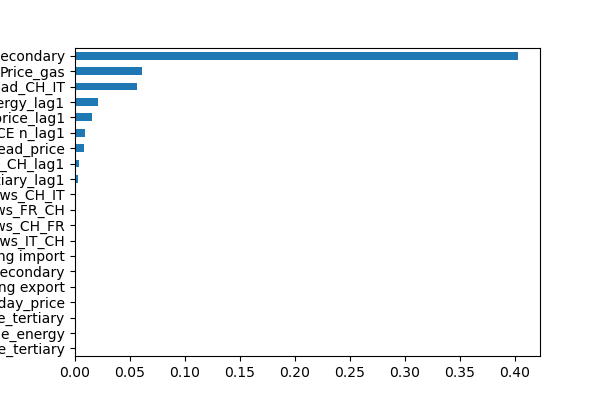 econdary
Price_gas
ad_CH_IT
ergy_lag1
price_lag1
CE n_lag1
ead_price
_CH_lag1
tiary_lag1
ws_CH_IT
ws_FR_CH
ws_CH_FR
ws_IT_CH
ng import
econdary
ng export
day_price
e_tertiary
e_energy
e_tertiary
0.00 0.05 0.10 0.15 0.20 0.25 0.30 0.35 0.40